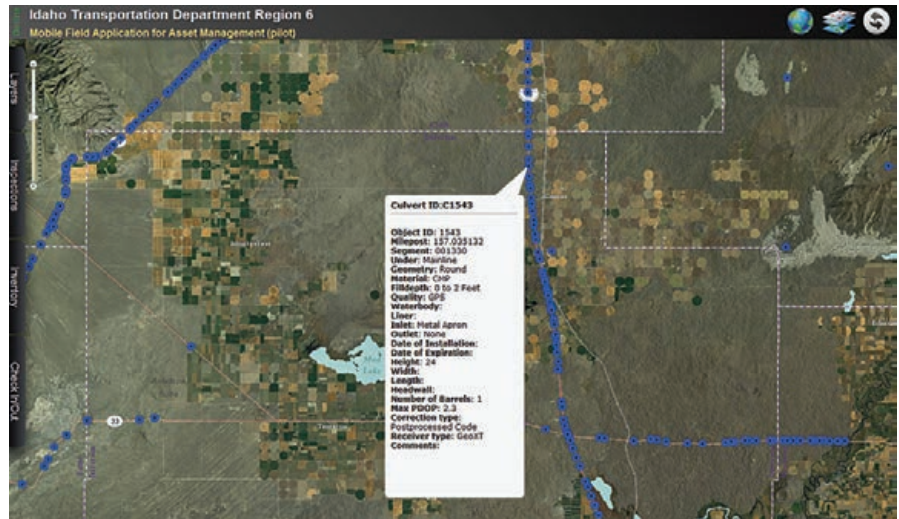 Idaho Transportation Department Region 6
Mobile Field Application for Asset Management (pilot)
Layers
Inspections
Inventory
Check In/Out
Culvert ID:C1543
Object ID: 1543
Milepost: 157.035132
Segment: 001330
Under: Mainline
Geometry: Round
Material: CMP
Filldepth: 0 to 2 Feet
Quality: GPS
Waterbody:
Liner:
Inlet: Metal Apron
Outlet: None
Date of Installation:
Date of Expiration:
Height: 24
Width:
Length:
Headwall:
Number of Barrels: 1
Max PDOP: 2.3
Correction type:
Postprocessed Code
Receiver type: GeoXT
Comments:
Mud
Lake
33